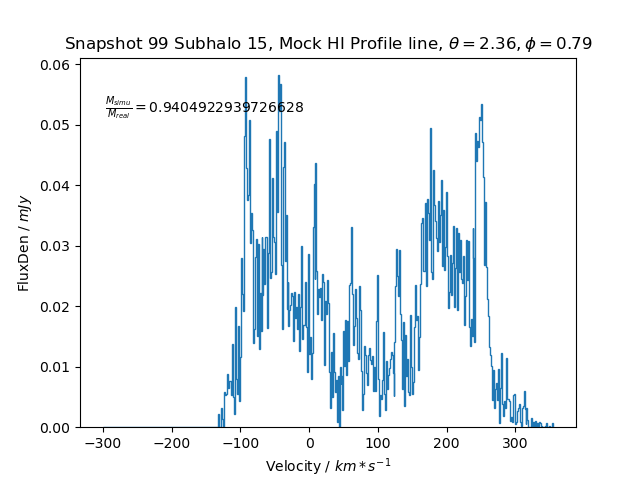 Snapshot 99 Subhalo 15, Mock HI Profile line, θ = 2.36, ϕ = 0.79
0.06
M_simu/M_real = 0.9404922939726628
0.05
0.04
0.03
0.02
0.01
0.00
FluxDen / mJy
−300 −200 −100 0 100 200 300
Velocity / km * s⁻¹